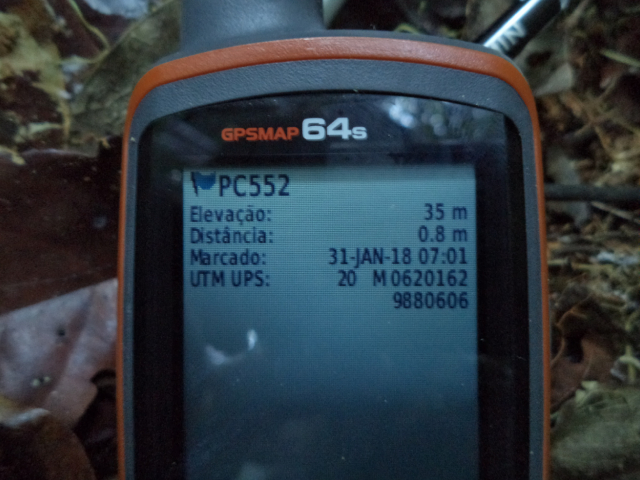 GPSMAP 64s
PC552
Elevação: 35 m
Distância: 0.8 m
Marcado: 31-JAN-18 07:01
UTM UPS: 20 M 0620162
9880606